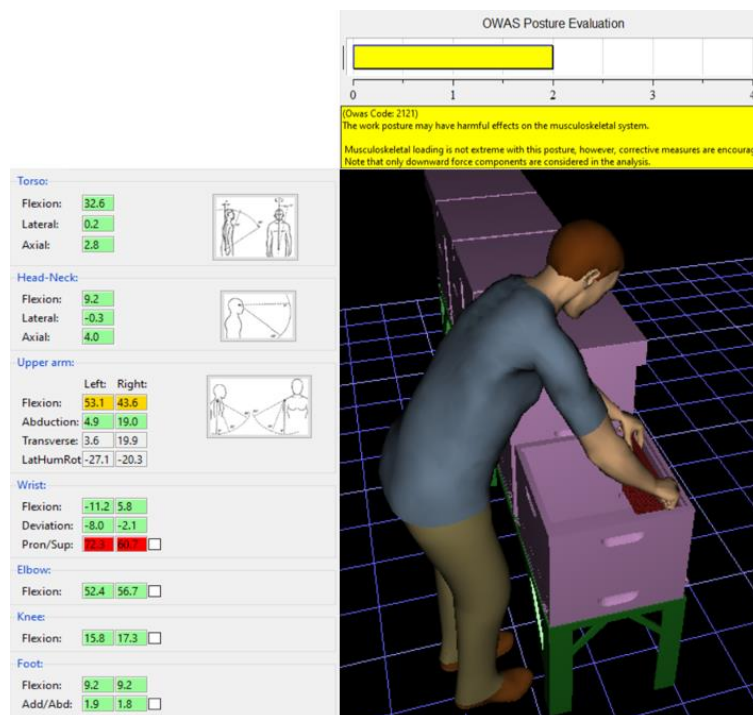 OWAS Posture Evaluation
0 1 2 3 4
(Owas Code: 2121)
The work posture may have harmful effects on the musculoskeletal system.
Musculoskeletal loading is not extreme with this posture, however, corrective measures are encourag
Note that only downward force components are considered in the analysis.
Torso:
Flexion: 32.6
Lateral: 0.2
Axial: 2.8
Head-Neck:
Flexion: 9.2
Lateral: -0.3
Axial: 4.0
Upper arm:
Left: Right:
Flexion: 53.1 43.6
Abduction: 4.9 19.0
Transverse: 3.6 19.9
LatHumRot -27.1 -20.3
Wrist:
Flexion: -11.2 5.8
Deviation: -8.0 -2.1
Pron/Sup: 72.3 60.7
Elbow:
Flexion: 52.4 56.7
Knee:
Flexion: 15.8 17.3
Foot:
Flexion: 9.2 9.2
Add/Abd: 1.9 1.8